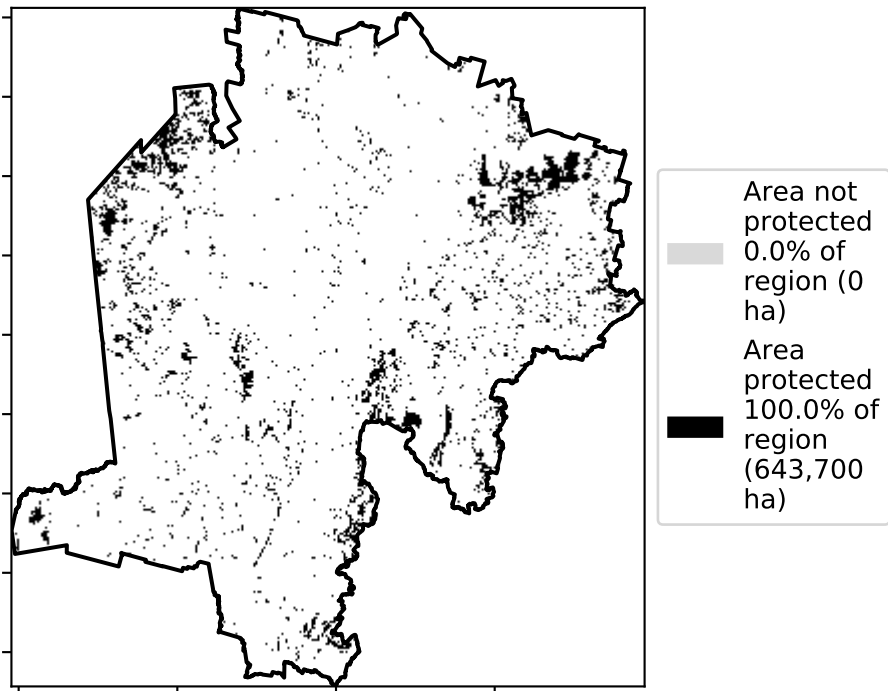 Area not
protected
0.0% of
region (0
ha)
Area
protected
100.0% of
region
(643,700
ha)